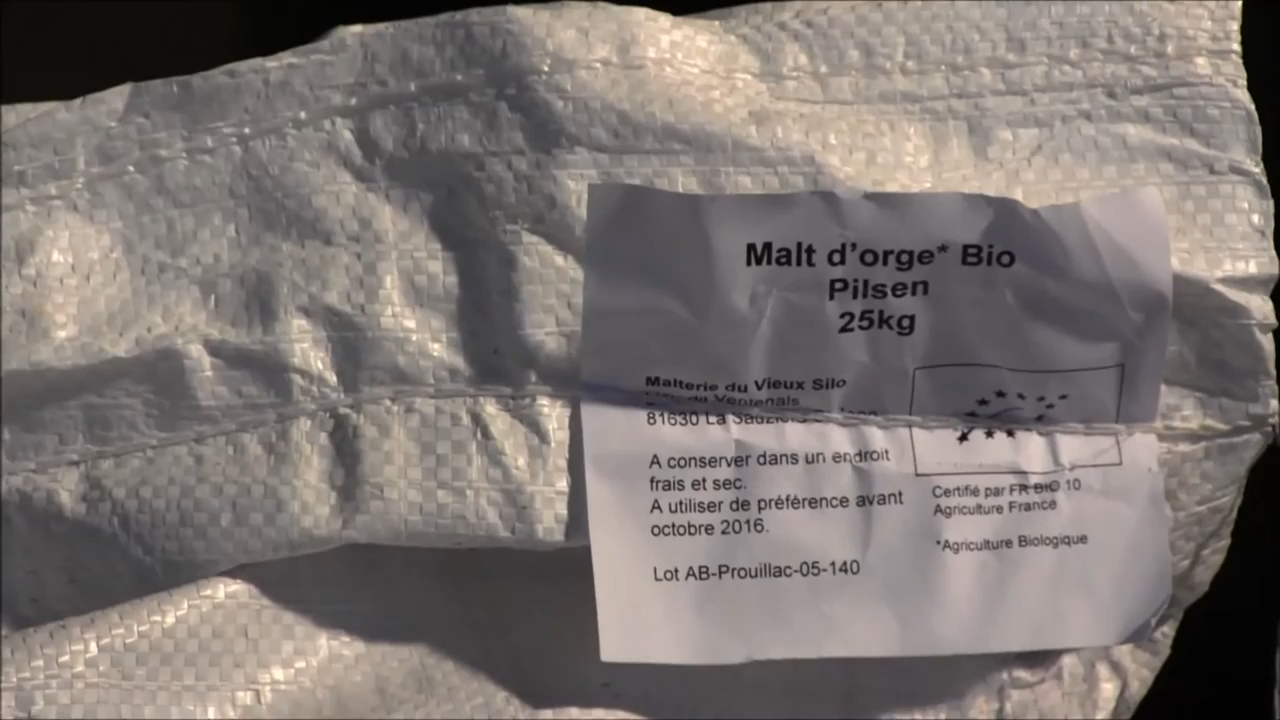 Malt d'orge* Bio
Pilsen
25kg
Malterie du Vieux Silo
du Ventenais
81630 La
A conserver dans un endroit
frais et sec.
A utiliser de préférence avant
octobre 2016.
Lot AB-Prouillac-05-140
Certifié par FR BIO 10
Agriculture France
*Agriculture Biologique